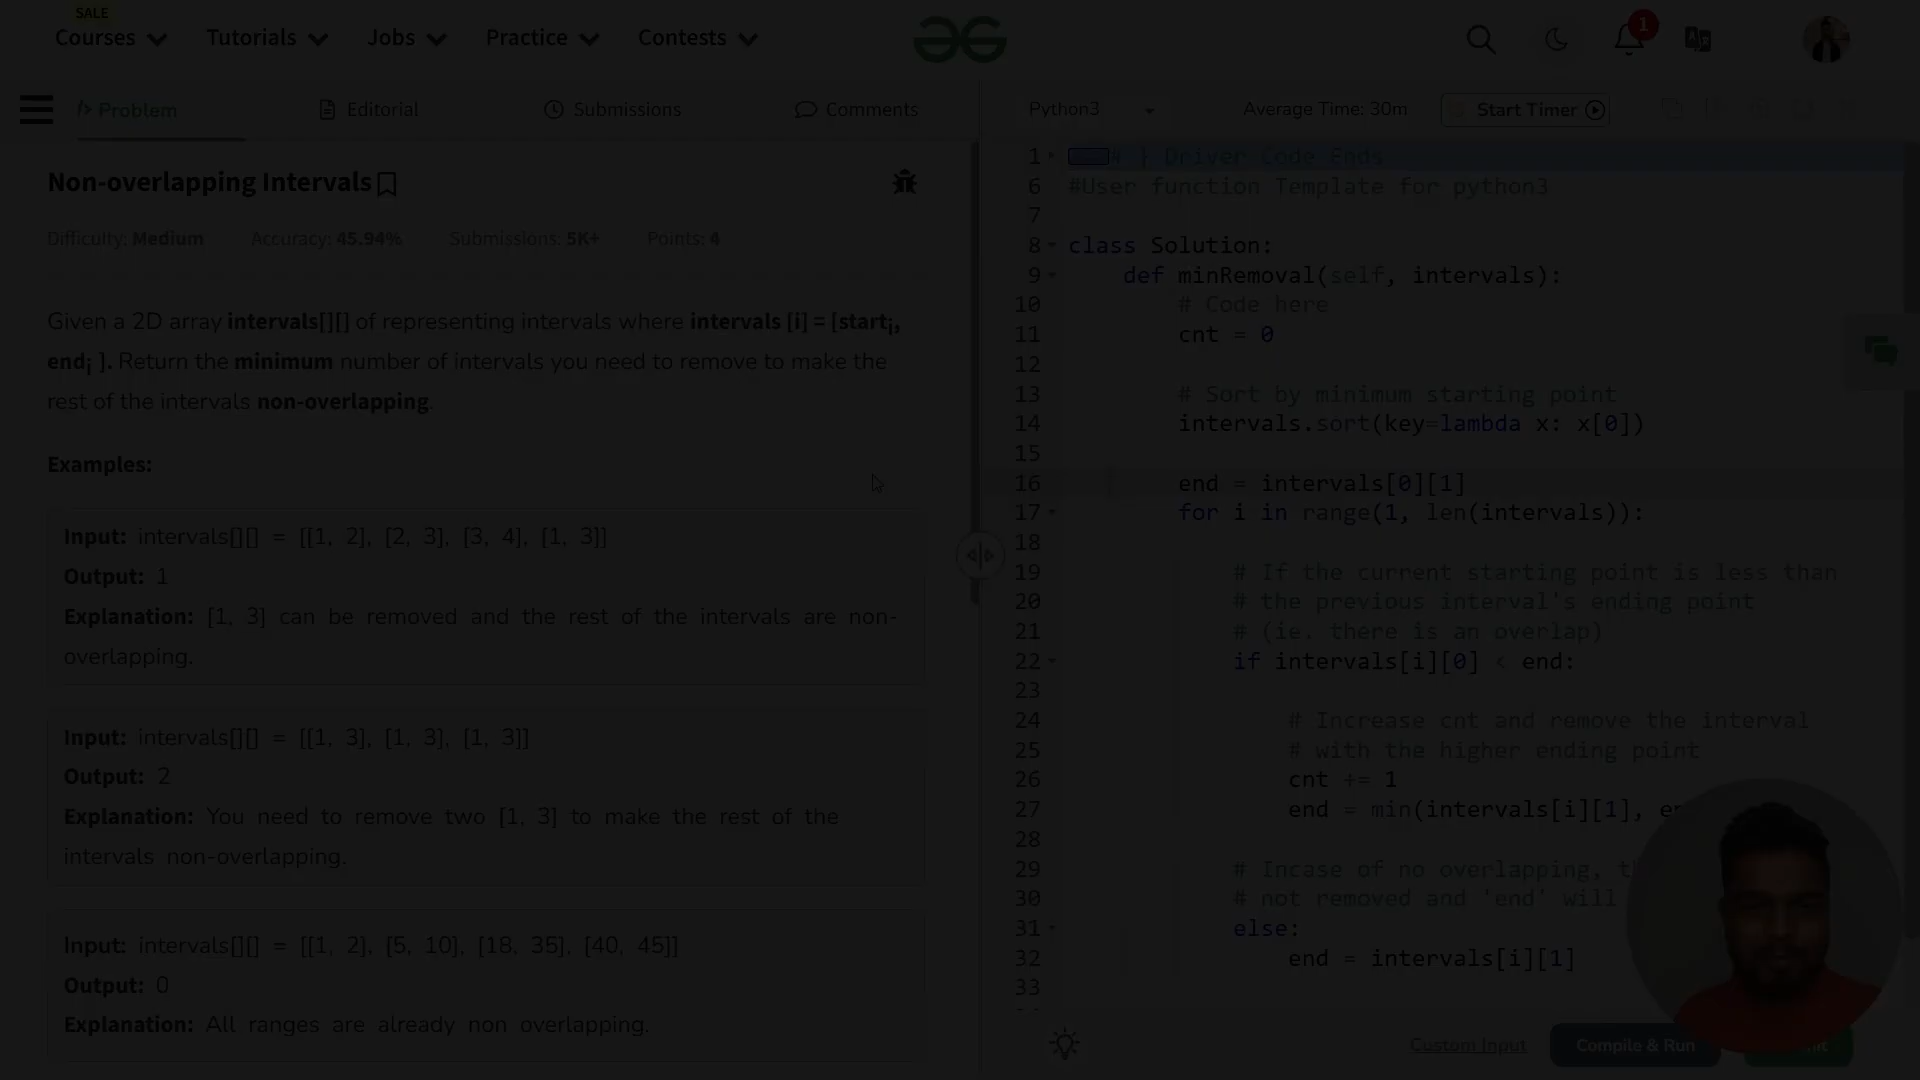 SALE
Courses
Tutorials
Jobs
Practice
Contests
1
Problem
Editorial
Submissions
Comments
Python3
Average Time: 30m
Start Timer
Non-overlapping Intervals
Difficulty: Medium
Accuracy: 45.94%
Submissions: 5K+
Points: 4
Given a 2D array intervals[][] of representing intervals where intervals [i] = [starti,
endi ]. Return the minimum number of intervals you need to remove to make the
rest of the intervals non-overlapping.
Examples:
Input: intervals[][] = [[1, 2], [2, 3], [3, 4], [1, 3]]
Output: 1
Explanation: [1, 3] can be removed and the rest of the intervals are non-
overlapping.
Input: intervals[][] = [[1, 3], [1, 3], [1, 3]]
Output: 2
Explanation: You need to remove two [1, 3] to make the rest of the
intervals non-overlapping.
Input: intervals[][] = [[1, 2], [5, 10], [18, 35], [40, 45]]
Output: 0
Explanation: All ranges are already non overlapping.
1 # } Driver Code Ends
6 #User function Template for python3
7
8 class Solution:
9 def minRemoval(self, intervals):
10 # Code here
11 cnt = 0
12
13 # Sort by minimum starting point
14 intervals.sort(key=lambda x: x[0])
15
16 end = intervals[0][1]
17 for i in range(1, len(intervals)):
18
19 # If the current starting point is less than
20 # the previous interval's ending point
21 # (ie. there is an overlap)
22 if intervals[i][0] < end:
23
24 # Increase cnt and remove the interval
25 # with the higher ending point
26 cnt += 1
27 end = min(intervals[i][1],
28
29 # Incase of no overlapping,
30 # not removed and 'end' will
31 else:
32 end = intervals[i][1]
33
Custom Input
Compile & Run